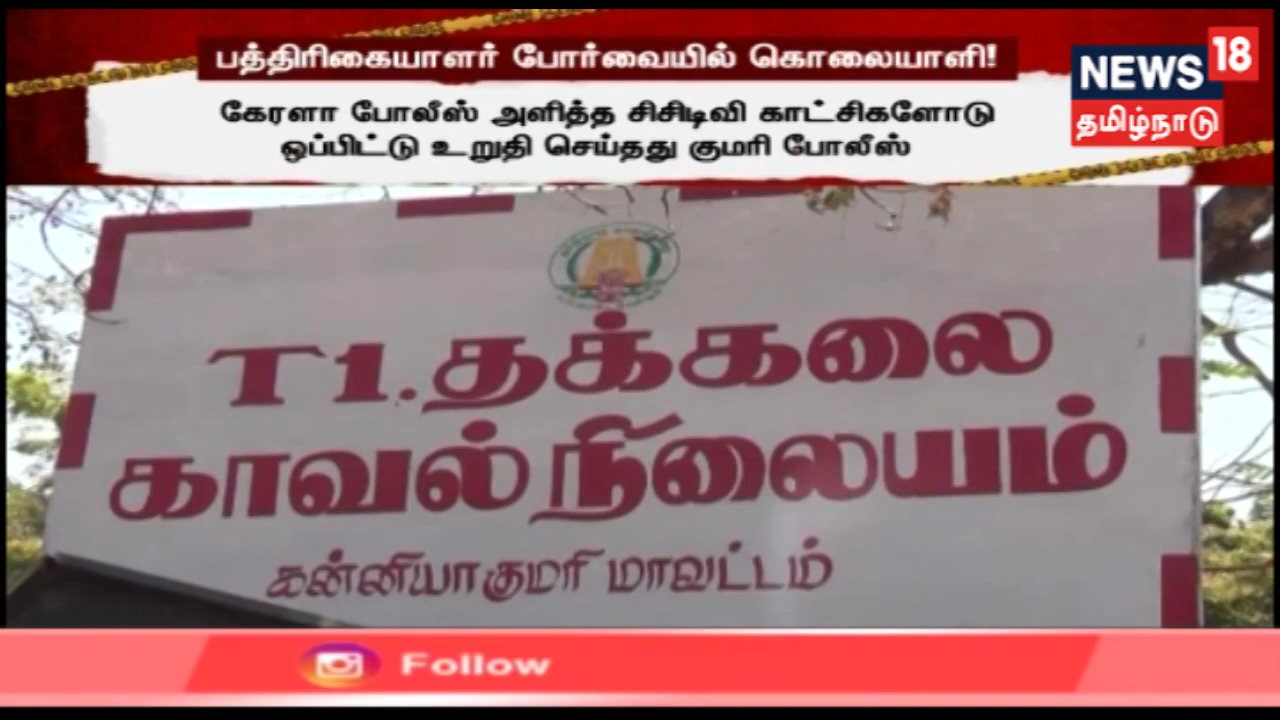 பத்திரிகையாளர் போர்வையில் கொலையாளி!
கேரளா போலீஸ் அளித்த சிசிடிவி காட்சிகளோடு
ஒப்பிட்டு உறுதி செய்தது குமரி போலீஸ்
NEWS 18
தமிழ்நாடு
T1.தக்கலை
காவல் நிலையம்
கன்னியாகுமரி மாவட்டம்
Follow